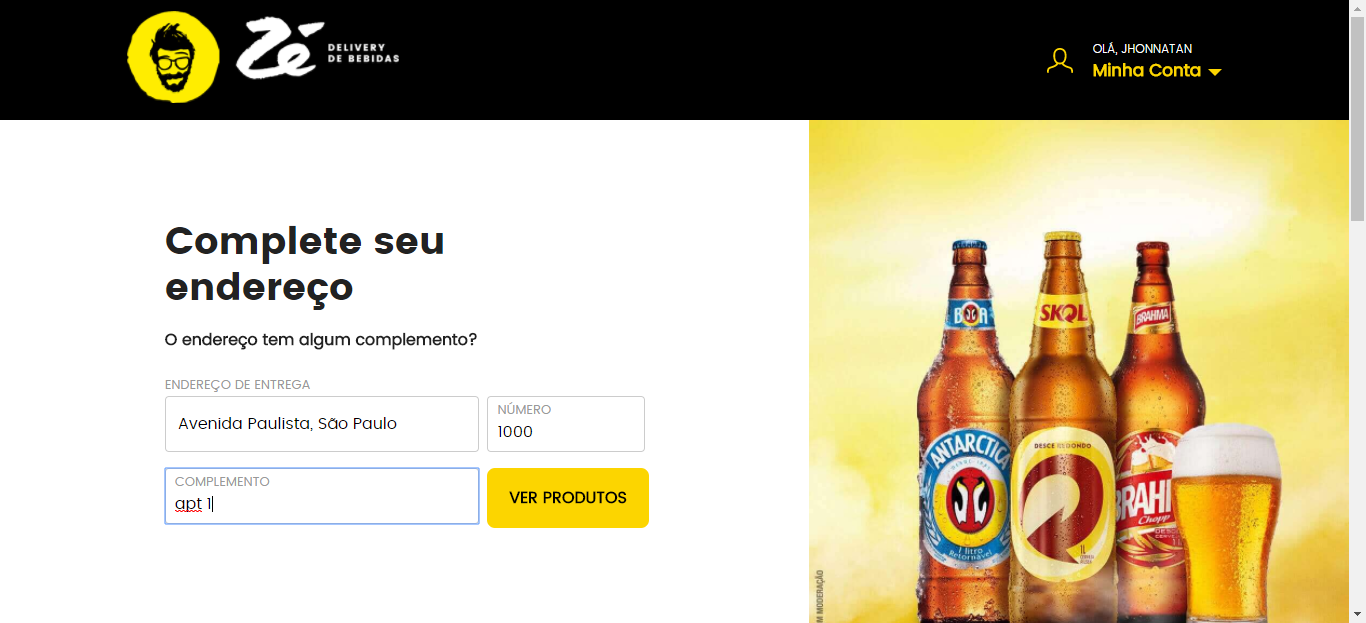 Zé DELIVERY
DE BEBIDAS
OLÁ, JHONNATAN
Minha Conta
Complete seu
endereço
O endereço tem algum complemento?
ENDEREÇO DE ENTREGA
Avenida Paulista, São Paulo
NÚMERO
1000
COMPLEMENTO
apt 1
VER PRODUTOS
BOA
SKOL
BRAHMA
ANTARCTICA
1 litro
Retornável
DESCE REDONDO
1L
BRAHM
Chopp
M MODERAÇÃO